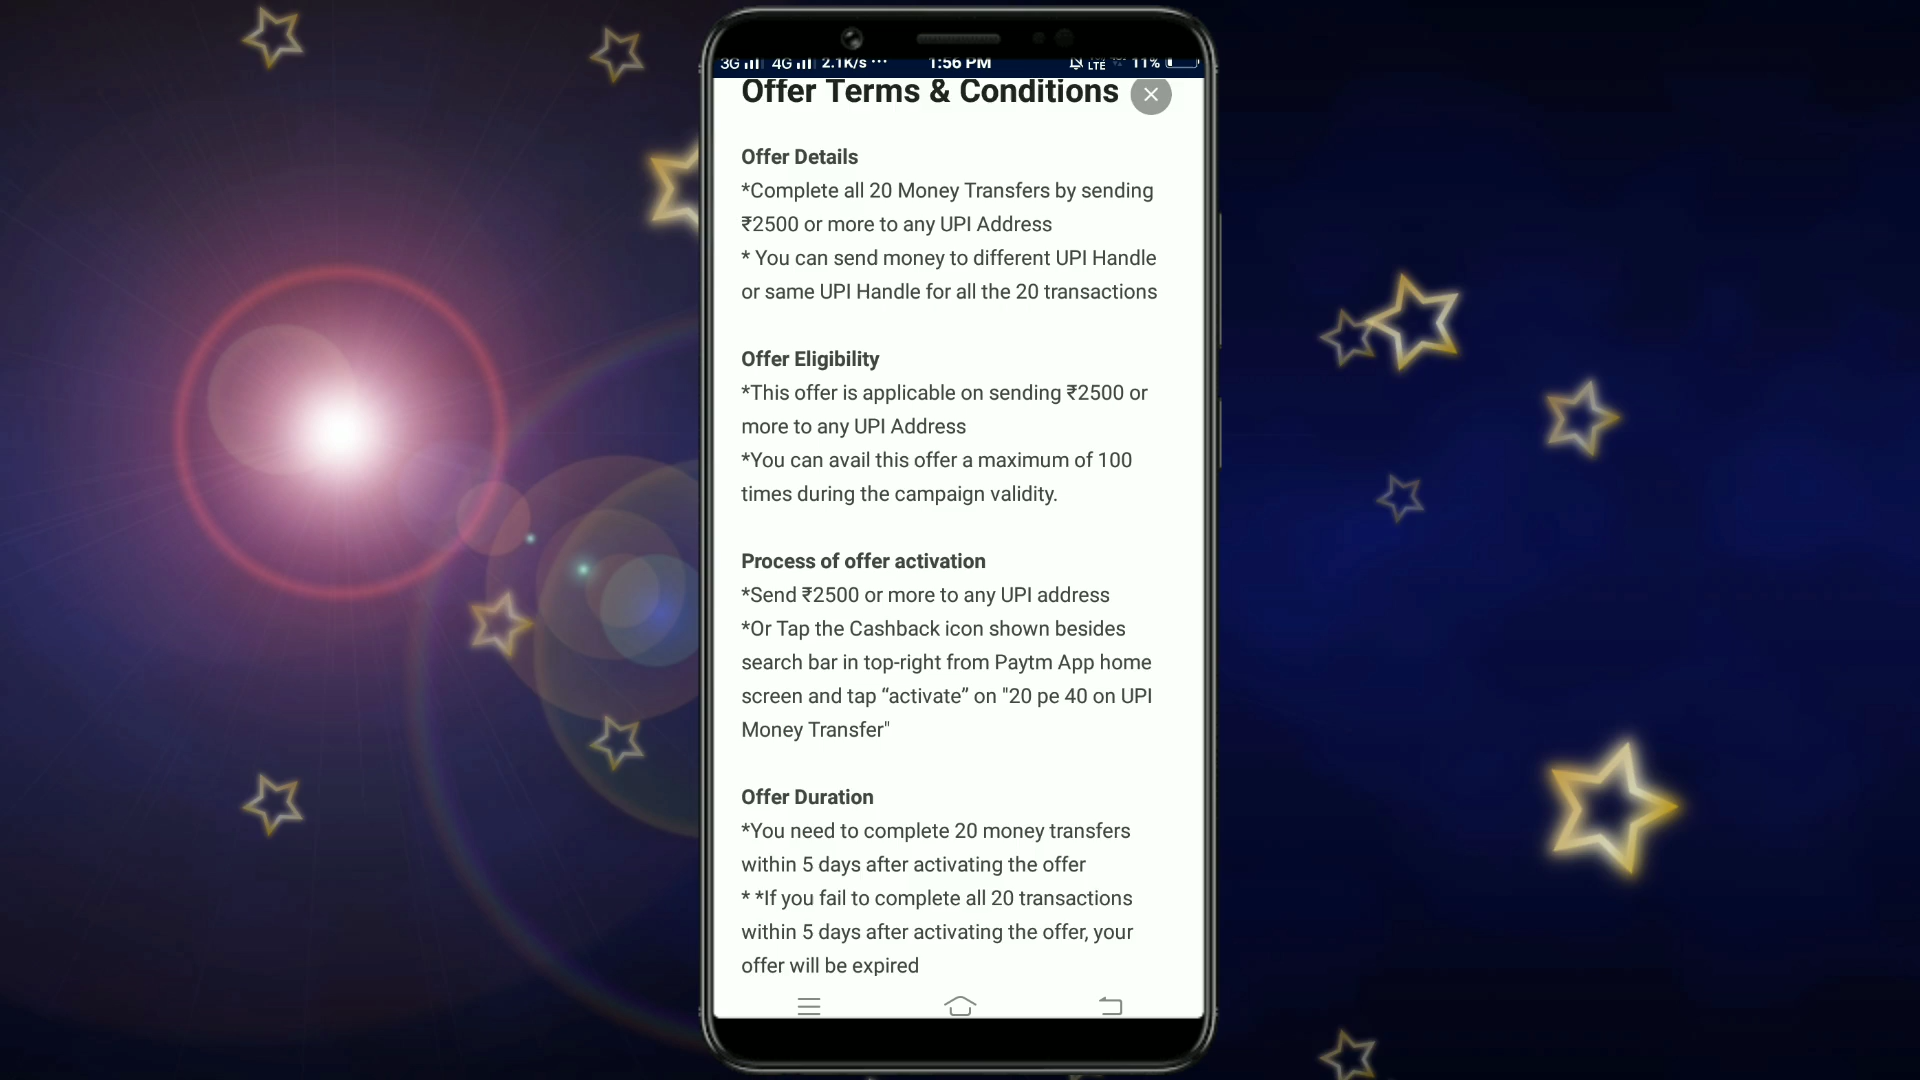 3G 4G 2.1K/s ··· 1:56 PM LTE 11%
Offer Terms & Conditions
Offer Details
*Complete all 20 Money Transfers by sending
₹2500 or more to any UPI Address
* You can send money to different UPI Handle
or same UPI Handle for all the 20 transactions
Offer Eligibility
*This offer is applicable on sending ₹2500 or
more to any UPI Address
*You can avail this offer a maximum of 100
times during the campaign validity.
Process of offer activation
*Send ₹2500 or more to any UPI address
*Or Tap the Cashback icon shown besides
search bar in top-right from Paytm App home
screen and tap “activate” on "20 pe 40 on UPI
Money Transfer"
Offer Duration
*You need to complete 20 money transfers
within 5 days after activating the offer
* *If you fail to complete all 20 transactions
within 5 days after activating the offer, your
offer will be expired